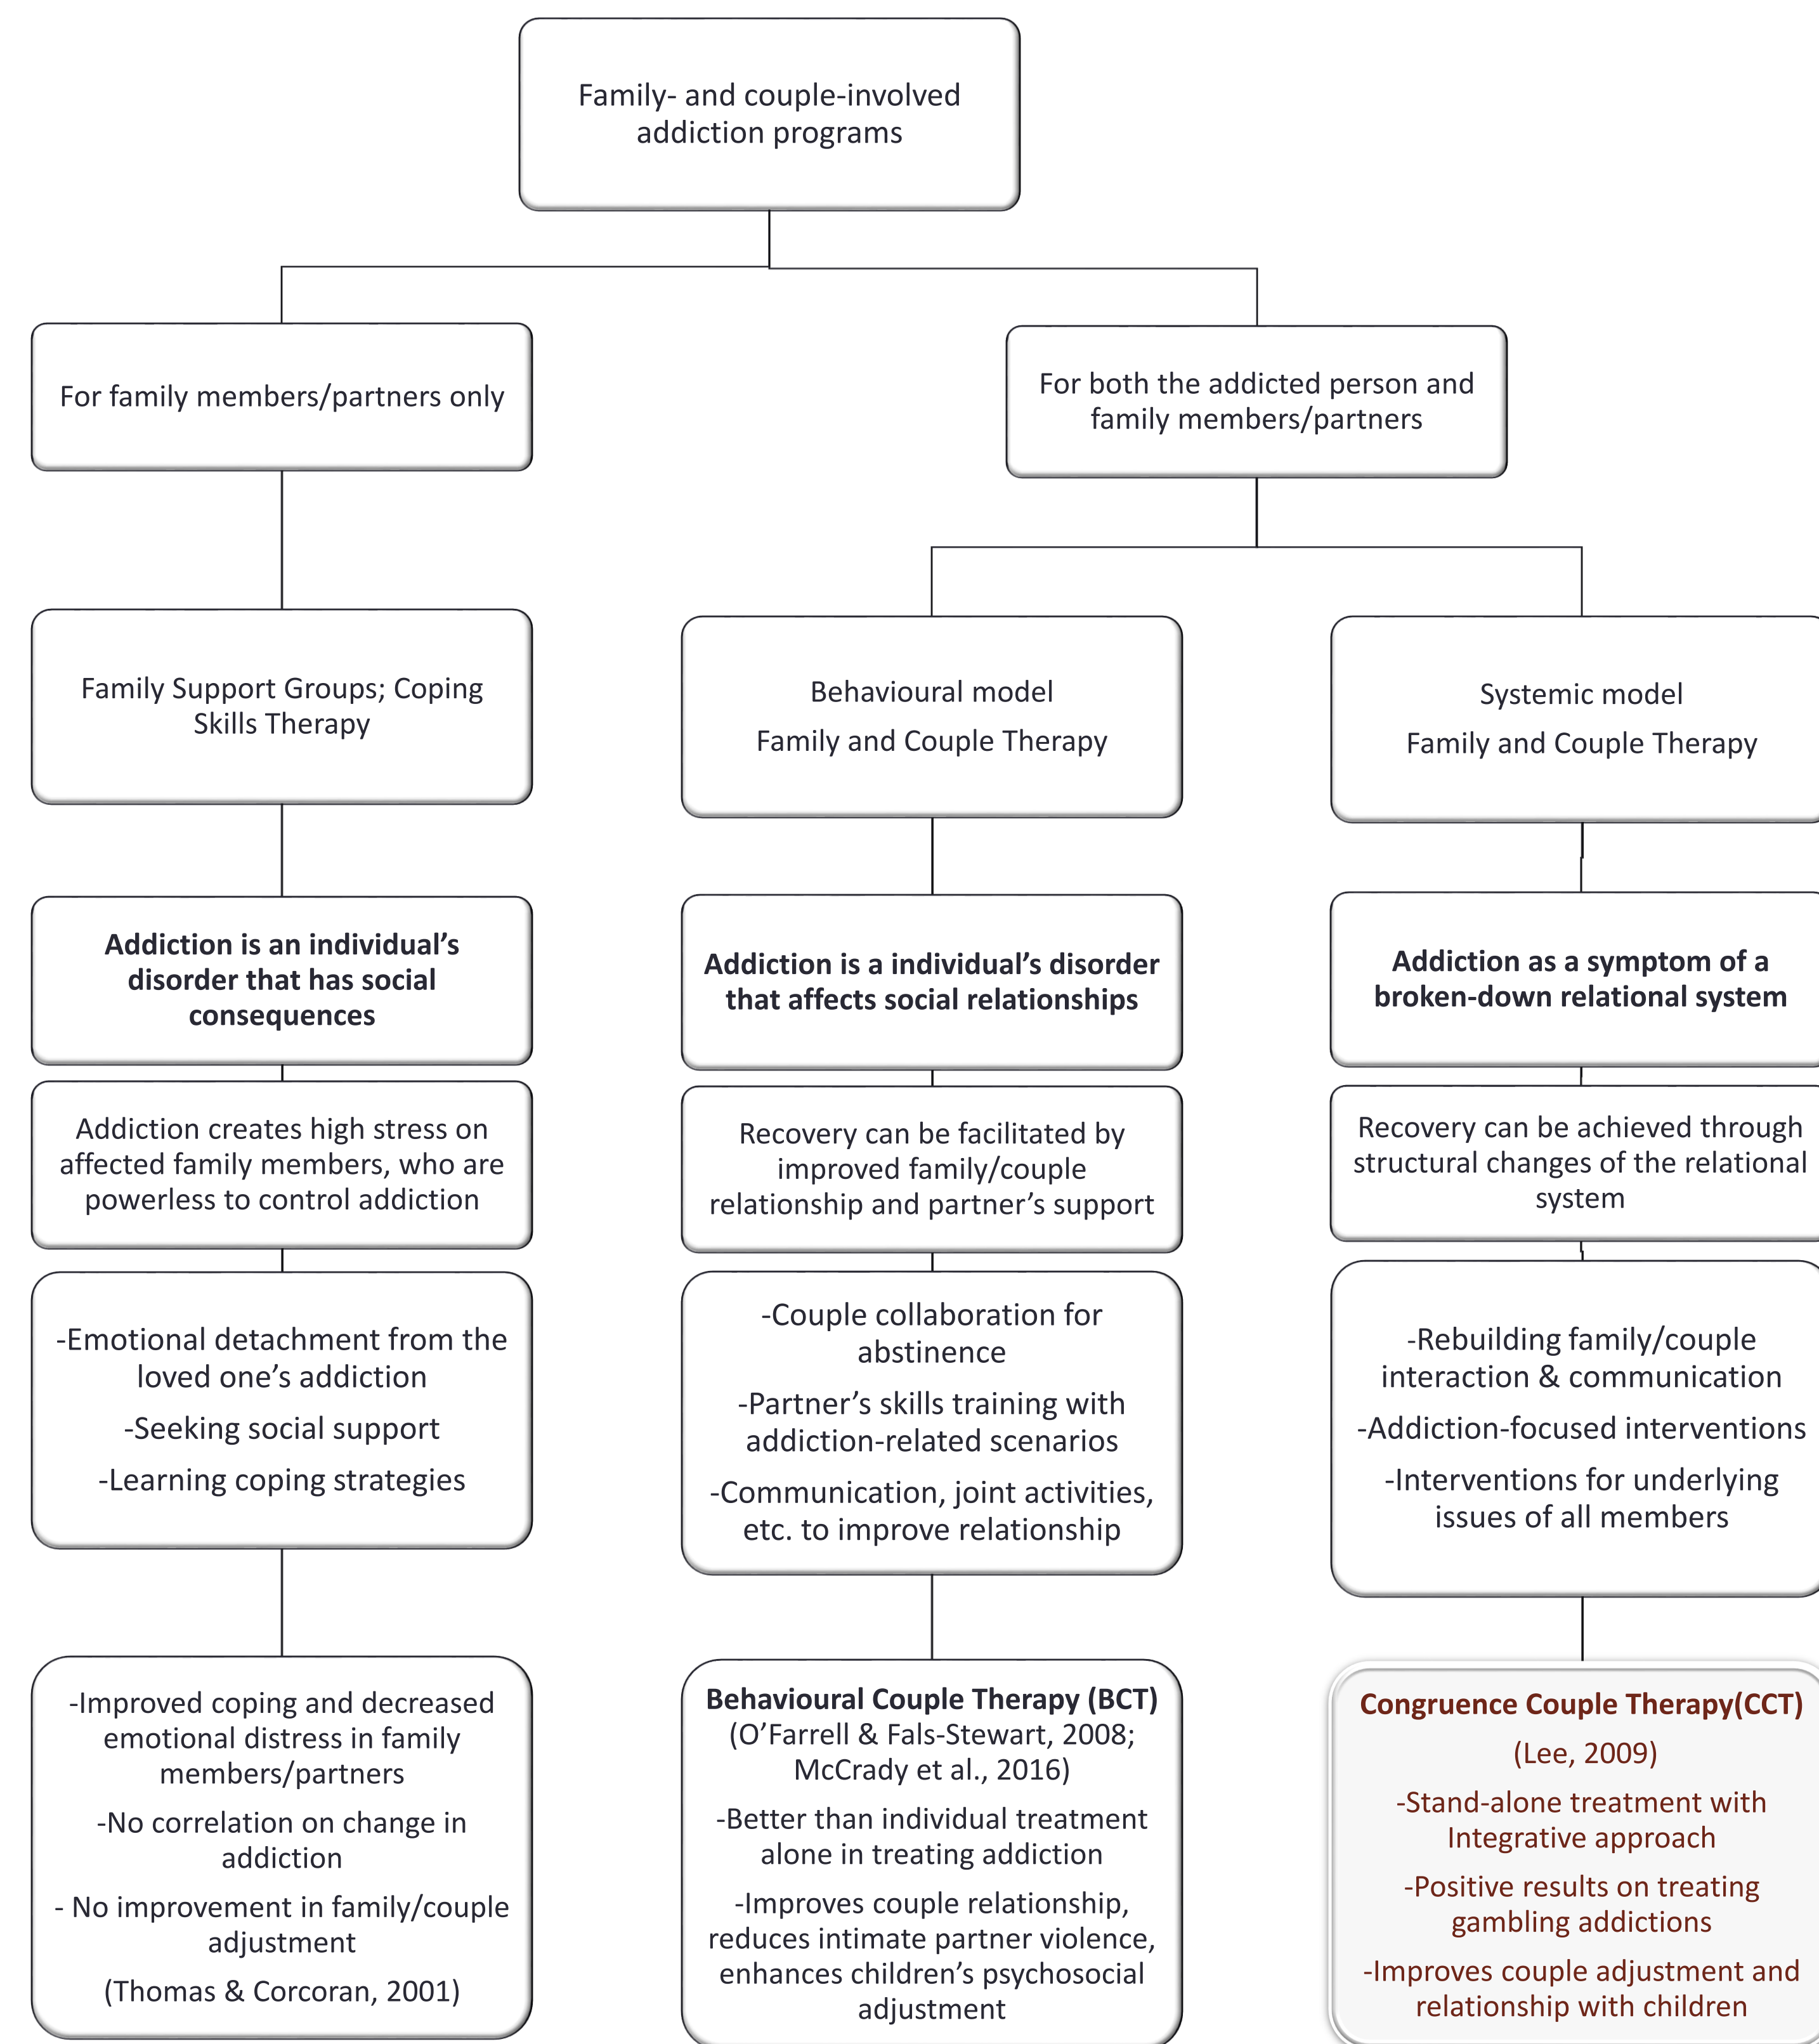 Family- and couple-involved
addiction programs
For family members/partners only
For both the addicted person and
family members/partners
Family Support Groups; Coping
Skills Therapy
Behavioural model
Family and Couple Therapy
Systemic model
Family and Couple Therapy
Addiction is an individual’s
disorder that has social
consequences
Addiction is a individual’s disorder
that affects social relationships
Addiction as a symptom of a
broken-down relational system
Addiction creates high stress on
affected family members, who are
powerless to control addiction
Recovery can be facilitated by
improved family/couple
relationship and partner’s support
Recovery can be achieved through
structural changes of the relational
system
-Emotional detachment from the
loved one’s addiction
-Seeking social support
-Learning coping strategies
-Couple collaboration for
abstinence
-Partner’s skills training with
addiction-related scenarios
-Communication, joint activities,
etc. to improve relationship
-Rebuilding family/couple
interaction & communication
-Addiction-focused interventions
-Interventions for underlying
issues of all members
-Improved coping and decreased
emotional distress in family
members/partners
-No correlation on change in
addiction
- No improvement in family/couple
adjustment
(Thomas & Corcoran, 2001)
Behavioural Couple Therapy (BCT)
(O’Farrell & Fals-Stewart, 2008;
McCrady et al., 2016)
-Better than individual treatment
alone in treating addiction
-Improves couple relationship,
reduces intimate partner violence,
enhances children’s psychosocial
adjustment
Congruence Couple Therapy(CCT)
(Lee, 2009)
-Stand-alone treatment with
Integrative approach
-Positive results on treating
gambling addictions
-Improves couple adjustment and
relationship with children